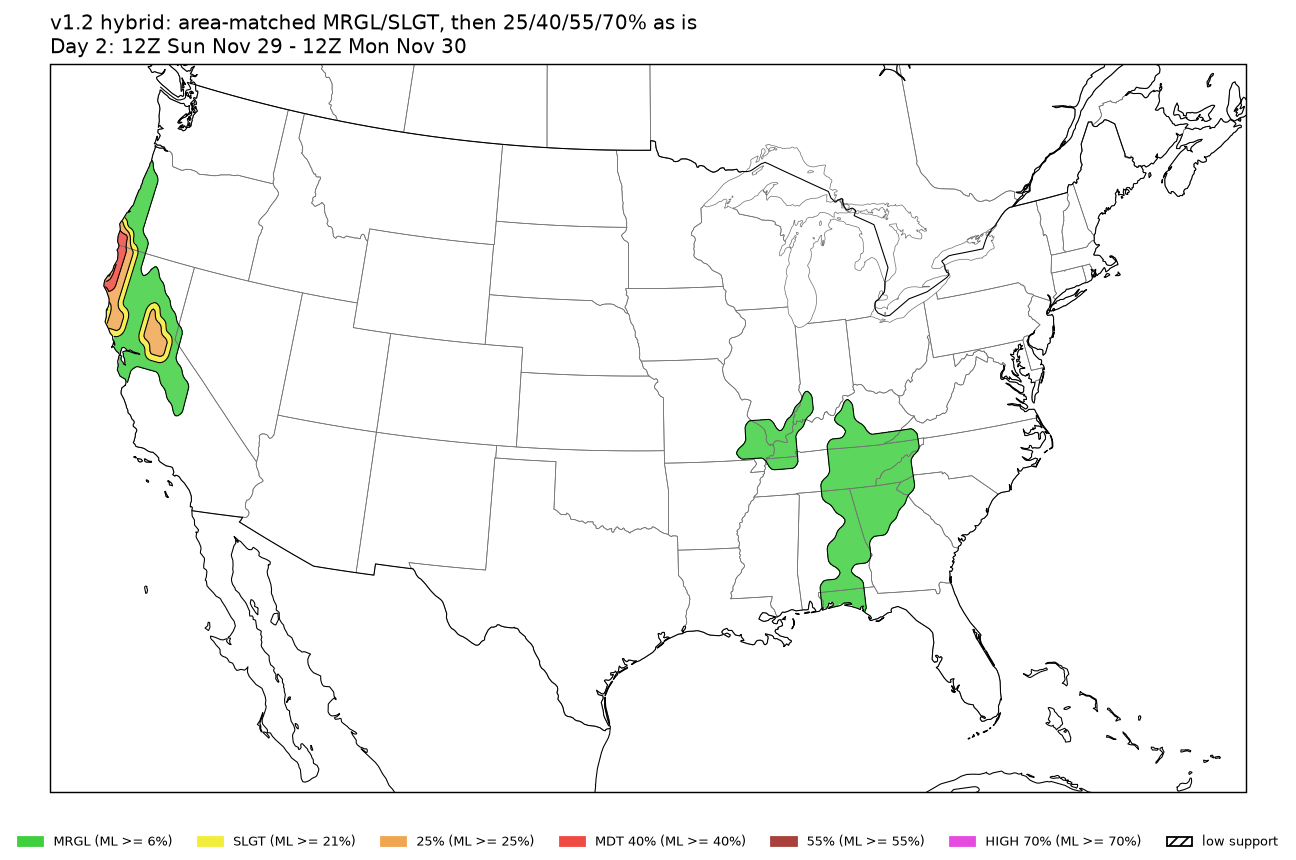 v1.2 hybrid: area-matched MRGL/SLGT, then 25/40/55/70% as is
Day 2: 12Z Sun Nov 29 - 12Z Mon Nov 30
MRGL (ML >= 6%) SLGT (ML >= 21%) 25% (ML >= 25%) MDT 40% (ML >= 40%) 55% (ML >= 55%) HIGH 70% (ML >= 70%) low support